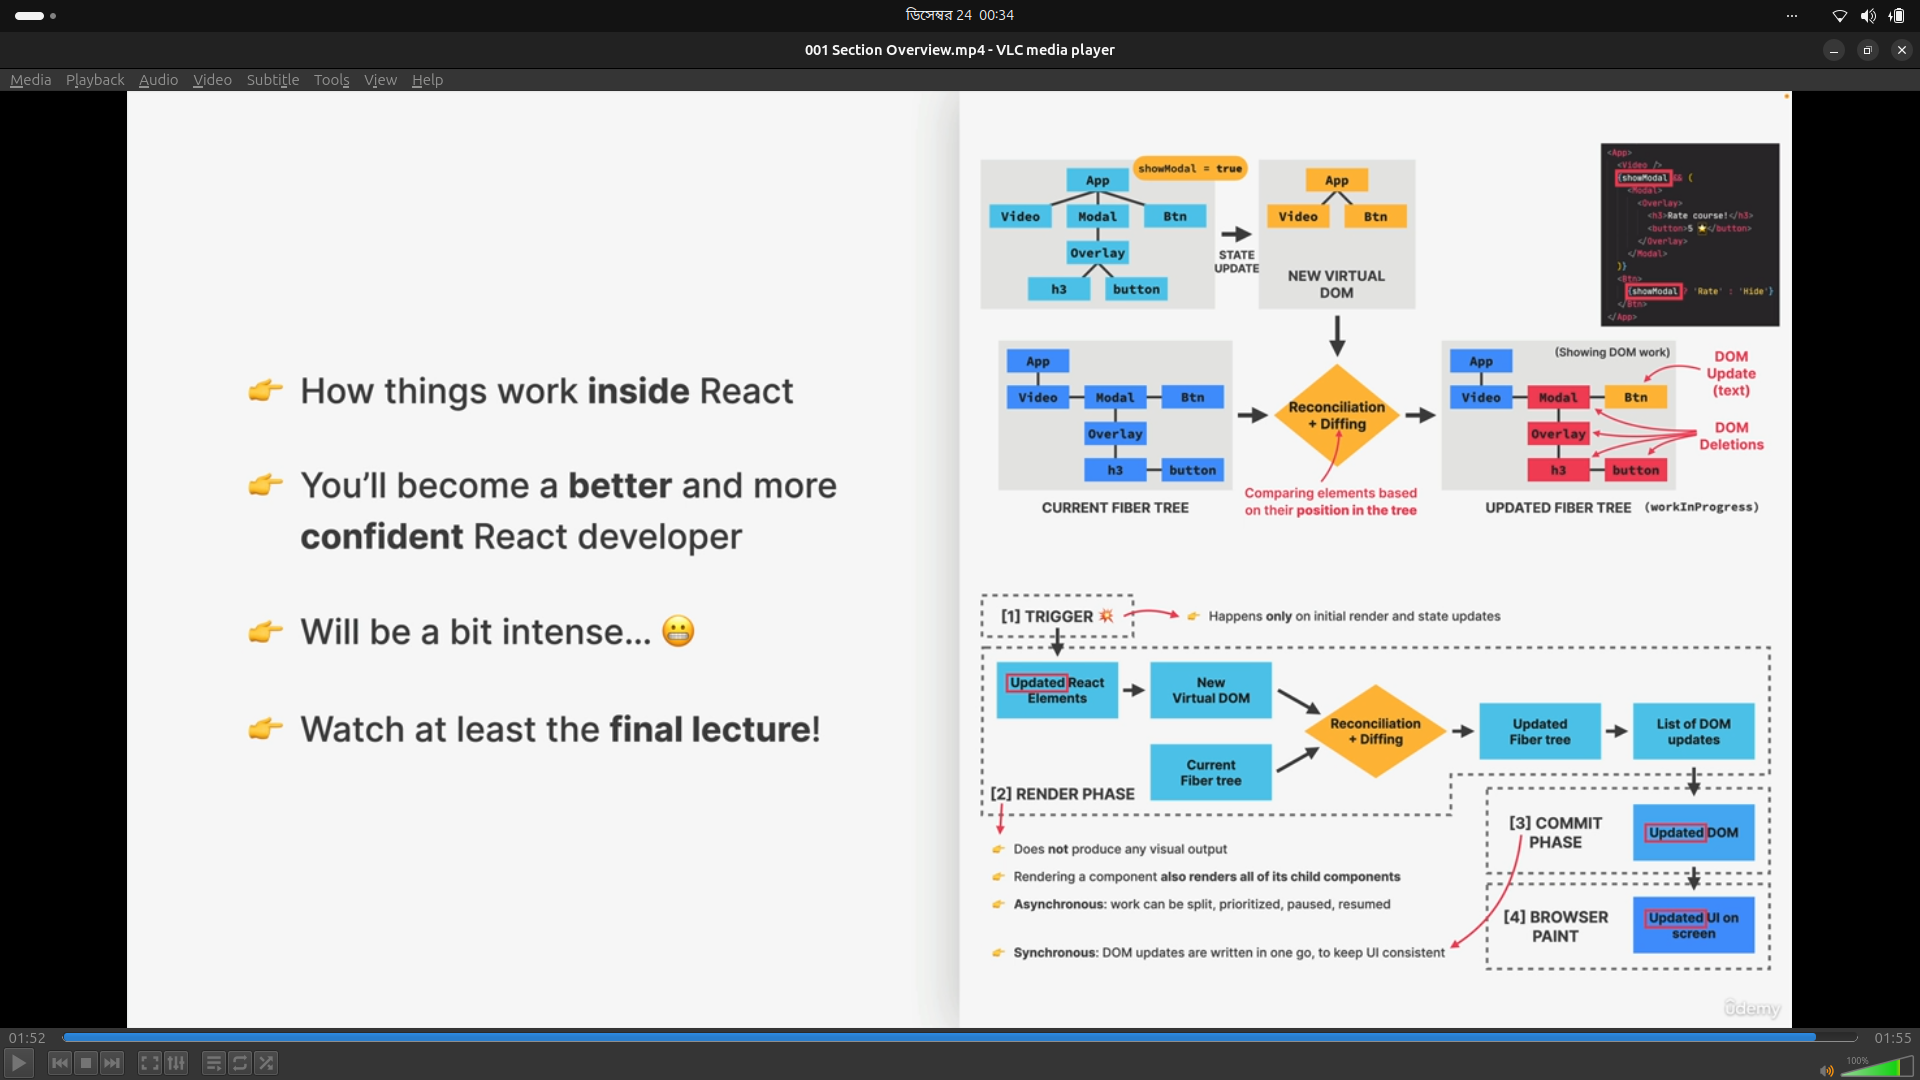 ডিসেম্বর 24 00:34
001 Section Overview.mp4 - VLC media player
Media Playback Audio Video Subtitle Tools View Help
👉 How things work inside React
👉 You'll become a better and more
confident React developer
👉 Will be a bit intense... 😬
👉 Watch at least the final lecture!
showModal = true
App
Video Modal Btn
Overlay
h3 button
STATE
UPDATE
App
Video Btn
NEW VIRTUAL
DOM
<App>
<Video />
{showModal && (
<Modal>
<Overlay>
<h3>Rate course!</h3>
<button>5 ⭐</button>
</Overlay>
</Modal>
)}
<Btn>
{showModal ? 'Rate' : 'Hide'}
</Btn>
</App>
App
Video Modal Btn
Overlay
h3 button
CURRENT FIBER TREE
Reconciliation
+ Diffing
Comparing elements based
on their position in the tree
(Showing DOM work)
App
Video Modal Btn
Overlay
h3 button
UPDATED FIBER TREE (workInProgress)
DOM
Update
(text)
DOM
Deletions
[1] TRIGGER 💥
👉 Happens only on initial render and state updates
Updated React
Elements
New
Virtual DOM
Current
Fiber tree
Reconciliation
+ Diffing
Updated
Fiber tree
List of DOM
updates
[2] RENDER PHASE
👉 Does not produce any visual output
👉 Rendering a component also renders all of its child components
👉 Asynchronous: work can be split, prioritized, paused, resumed
👉 Synchronous: DOM updates are written in one go, to keep UI consistent
[3] COMMIT
PHASE
Updated DOM
[4] BROWSER
PAINT
Updated UI on
screen
ûdemy
01:52
01:55
100%